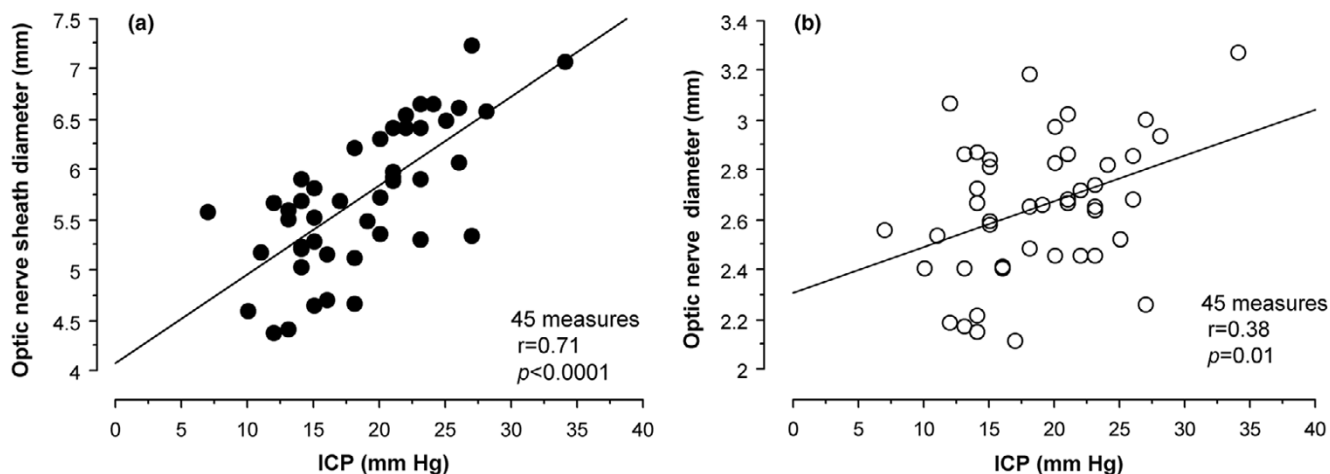 (a)
Optic nerve sheath diameter (mm)
7.5
7
6.5
6
5.5
5
4.5
4
45 measures
r=0.71
p<0.0001
0 5 10 15 20 25 30 35 40
ICP (mm Hg)
(b)
Optic nerve diameter (mm)
3.4
3.2
3
2.8
2.6
2.4
2.2
2
45 measures
r=0.38
p=0.01
0 5 10 15 20 25 30 35 40
ICP (mm Hg)